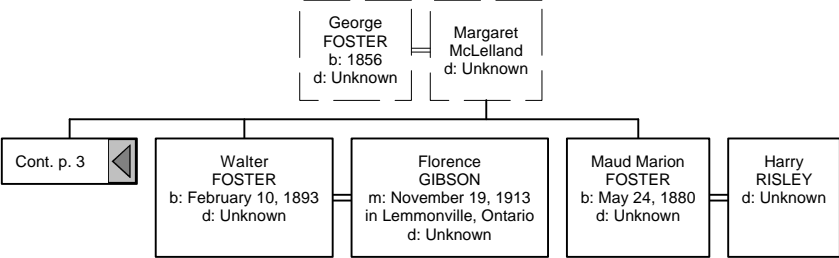 George
FOSTER
b: 1856
d: Unknown
Margaret
McLelland
d: Unknown
Cont. p. 3
Walter
FOSTER
b: February 10, 1893
d: Unknown
Florence
GIBSON
m: November 19, 1913
in Lemmonville, Ontario
d: Unknown
Maud Marion
FOSTER
b: May 24, 1880
d: Unknown
Harry
RISLEY
d: Unknown